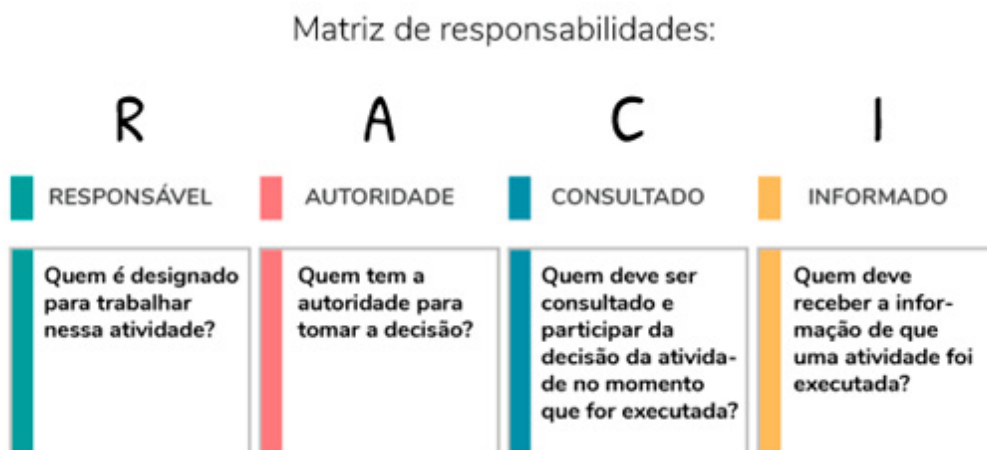 Matriz de responsabilidades:
R
A
C
I
RESPONSÁVEL
AUTORIDADE
CONSULTADO
INFORMADO
Quem é designado
para trabalhar
nessa atividade?
Quem tem a
autoridade para
tomar a decisão?
Quem deve ser
consultado e
participar da
decisão da ativida-
de no momento
que for executada?
Quem deve
receber a infor-
mação de que
uma atividade foi
executada?